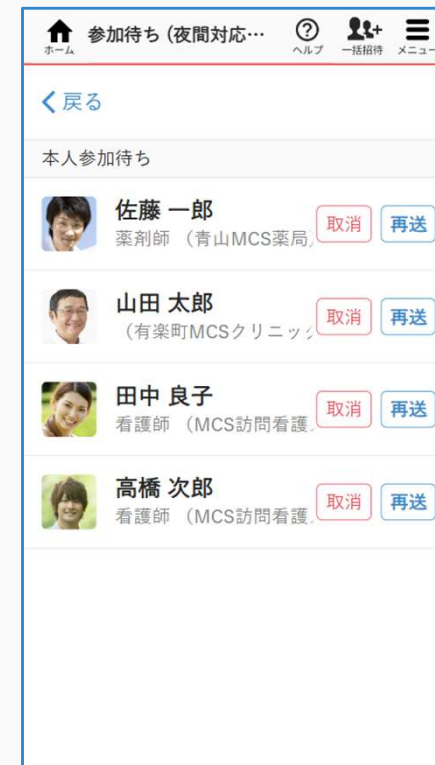 参加待ち (夜間対応…
ホーム
ヘルプ
一括招待
メニュー
戻る
本人参加待ち
佐藤 一郎
薬剤師 （青山MCS薬局
取消
再送
山田 太郎
（有楽町MCSクリニッ
取消
再送
田中 良子
看護師 （MCS訪問看護
取消
再送
高橋 次郎
看護師 （MCS訪問看護
取消
再送